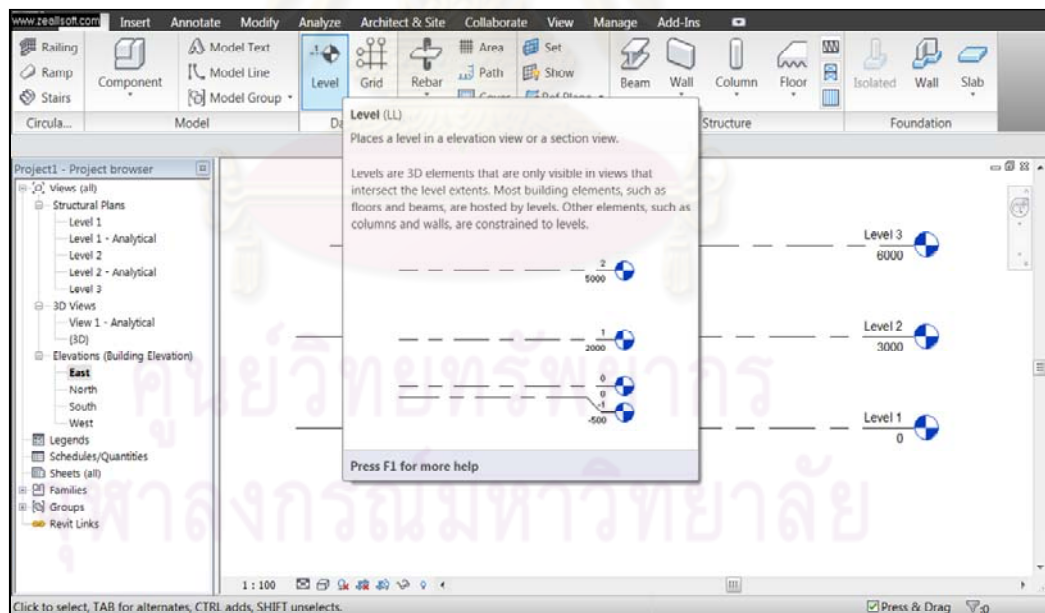 www.zeallsoft.com Insert Annotate Modify Analyze Architect & Site Collaborate View Manage Add-Ins
Railing
Ramp
Stairs
Component
Model Text
Model Line
Model Group
Level
Grid
Rebar
Area
Path
Cover
Set
Show
Ref Plane
Beam
Wall
Column
Floor
Isolated
Wall
Slab
Circula...
Model
Da
Structure
Foundation
Level (LL)
Places a level in a elevation view or a section view.
Levels are 3D elements that are only visible in views that
intersect the level extents. Most building elements, such as
floors and beams, are hosted by levels. Other elements, such as
columns and walls, are constrained to levels.
2
5000
1
2000
0
0
-1
-500
Press F1 for more help
Project1 - Project browser
Views (all)
Structural Plans
Level 1
Level 1 - Analytical
Level 2
Level 2 - Analytical
Level 3
3D Views
View 1 - Analytical
(3D)
Elevations (Building Elevation)
East
North
South
West
Legends
Schedules/Quantities
Sheets (all)
Families
Groups
Revit Links
Level 3
6000
Level 2
3000
Level 1
0
ศูนย์วิทยทรัพยากร
จุฬาลงกรณ์มหาวิทยาลัย
1 : 100
Click to select, TAB for alternates, CTRL adds, SHIFT unselects.
Press & Drag
:0